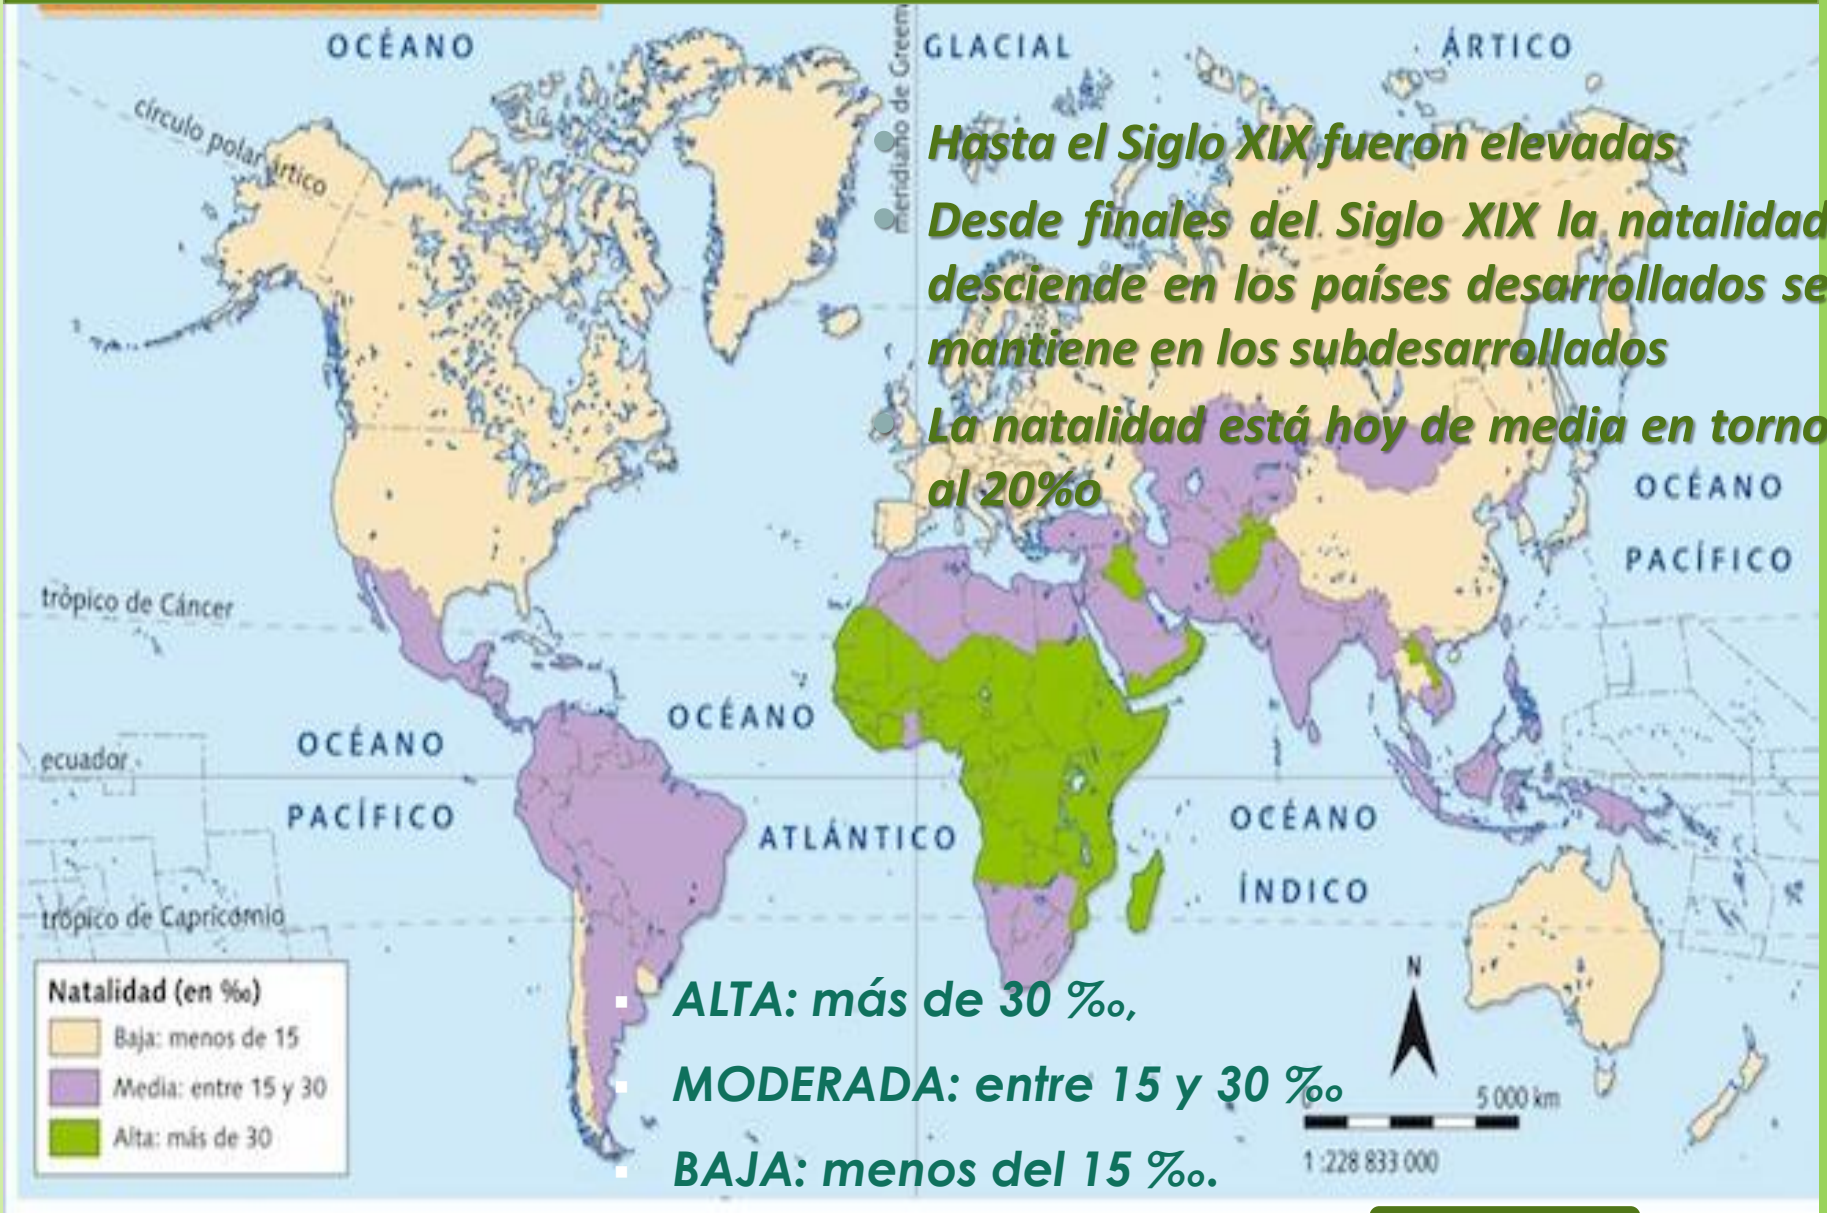 OCÉANO GLACIAL ÁRTICO
círculo polar ártico
meridiano de Green
Hasta el Siglo XIX fueron elevadas
Desde finales del Siglo XIX la natalidad
desciende en los países desarrollados se
mantiene en los subdesarrollados
La natalidad está hoy de media en torno
al 20%o
OCÉANO
PACÍFICO
trópico de Cáncer
OCÉANO
ATLÁNTICO
ecuador
OCÉANO
PACÍFICO
OCÉANO
ÍNDICO
trópico de Capricornio
Natalidad (en ‰)
Baja: menos de 15
Media: entre 15 y 30
Alta: más de 30
ALTA: más de 30 ‰,
MODERADA: entre 15 y 30 ‰
BAJA: menos del 15 ‰.
N
0 5 000 km
1 :228 833 000